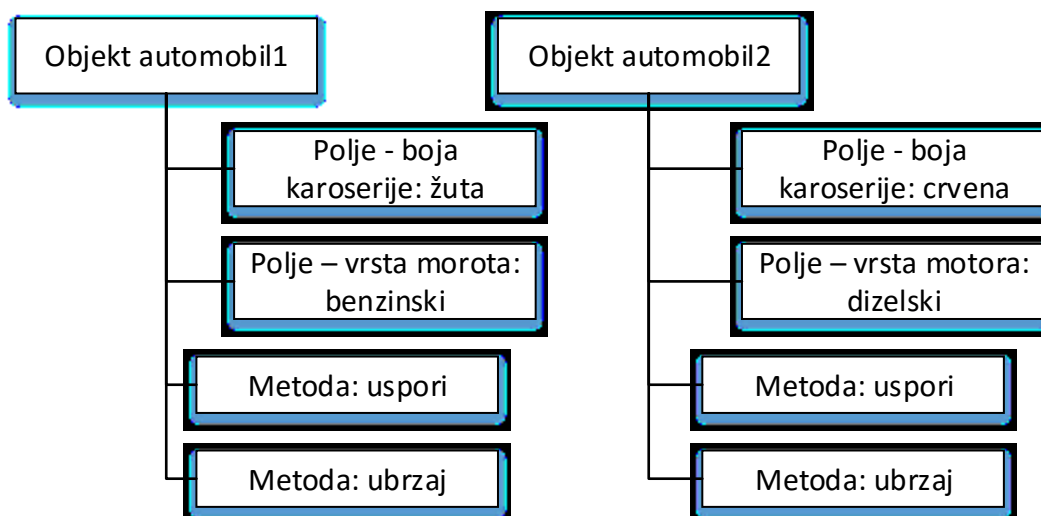 Objekt automobil1
Polje - boja
karoserije: žuta
Polje – vrsta morota:
benzinski
Metoda: uspori
Metoda: ubrzaj
Objekt automobil2
Polje - boja
karoserije: crvena
Polje – vrsta motora:
dizelski
Metoda: uspori
Metoda: ubrzaj